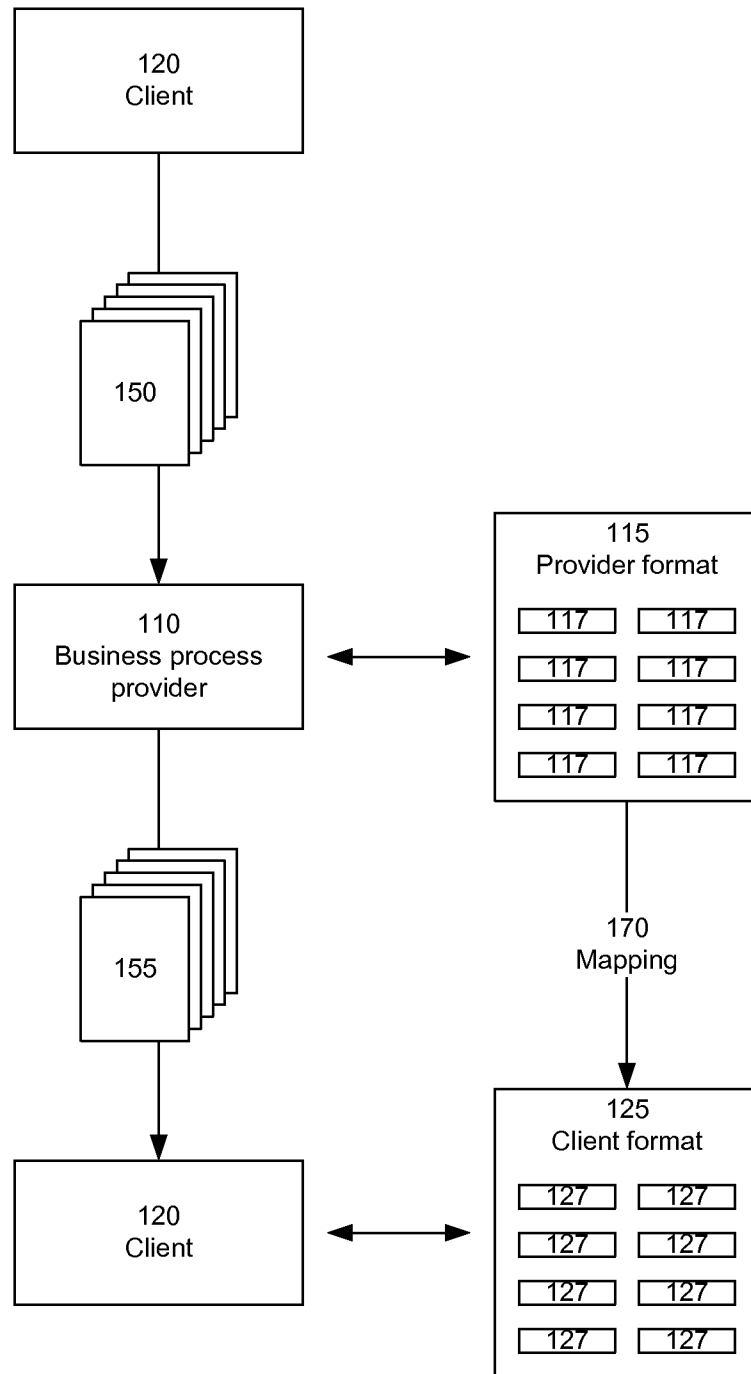 120
Client
150
110
Business process
provider
115
Provider format
117 117
117 117
117 117
117 117
155
170
Mapping
120
Client
125
Client format
127 127
127 127
127 127
127 127